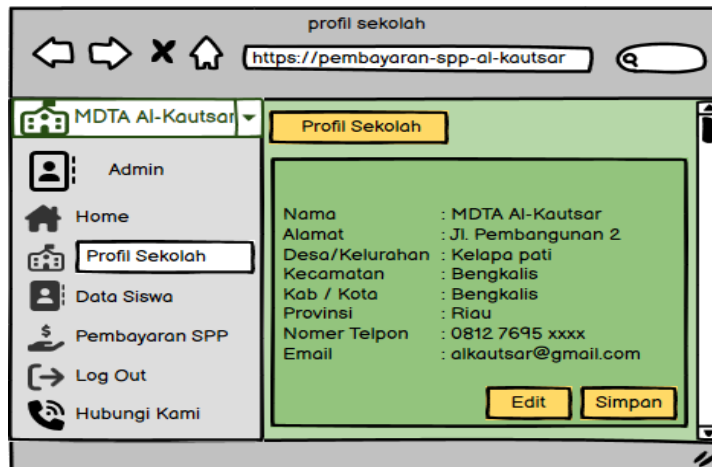 profil sekolah
https://pembayaran-spp-al-kautsar
MDTA Al-Kautsar
Admin
Home
Profil Sekolah
Data Siswa
Pembayaran SPP
Log Out
Hubungi Kami
Profil Sekolah
Nama : MDTA Al-Kautsar
Alamat : Jl. Pembangunan 2
Desa/Kelurahan : Kelapa pati
Kecamatan : Bengkalis
Kab / Kota : Bengkalis
Provinsi : Riau
Nomer Telpon : 0812 7695 xxxx
Email : alkautsar@gmail.com
Edit Simpan